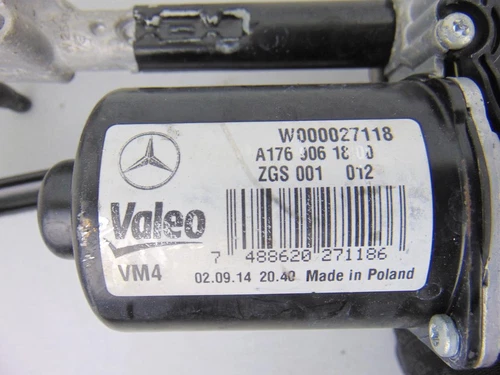 W000027118
A176 906 18 00
ZGS 001 012
Valeo
7 488620 271186
VM4 02.09.14 20.40 Made in Poland